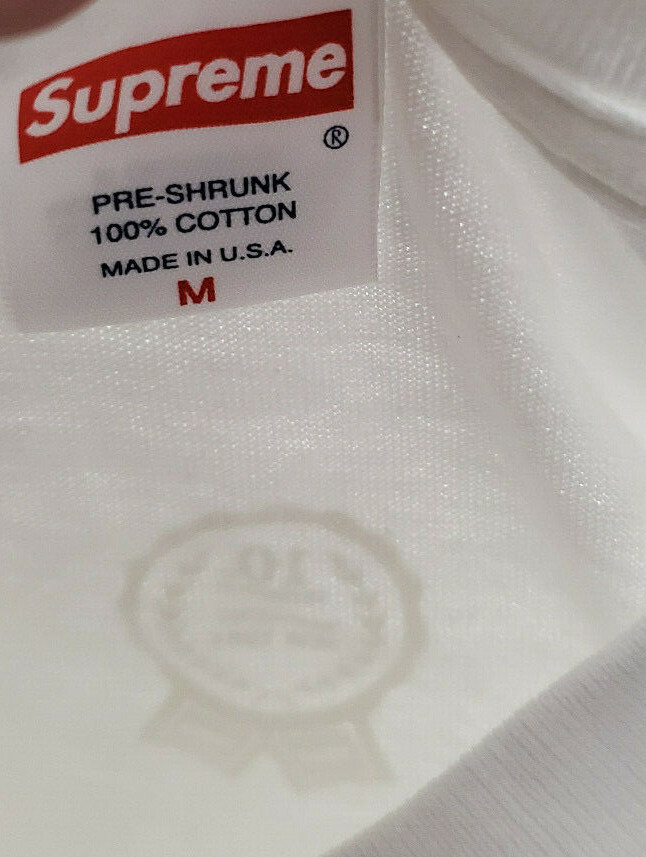 Supreme
®
PRE-SHRUNK
100% COTTON
MADE IN U.S.A.
M